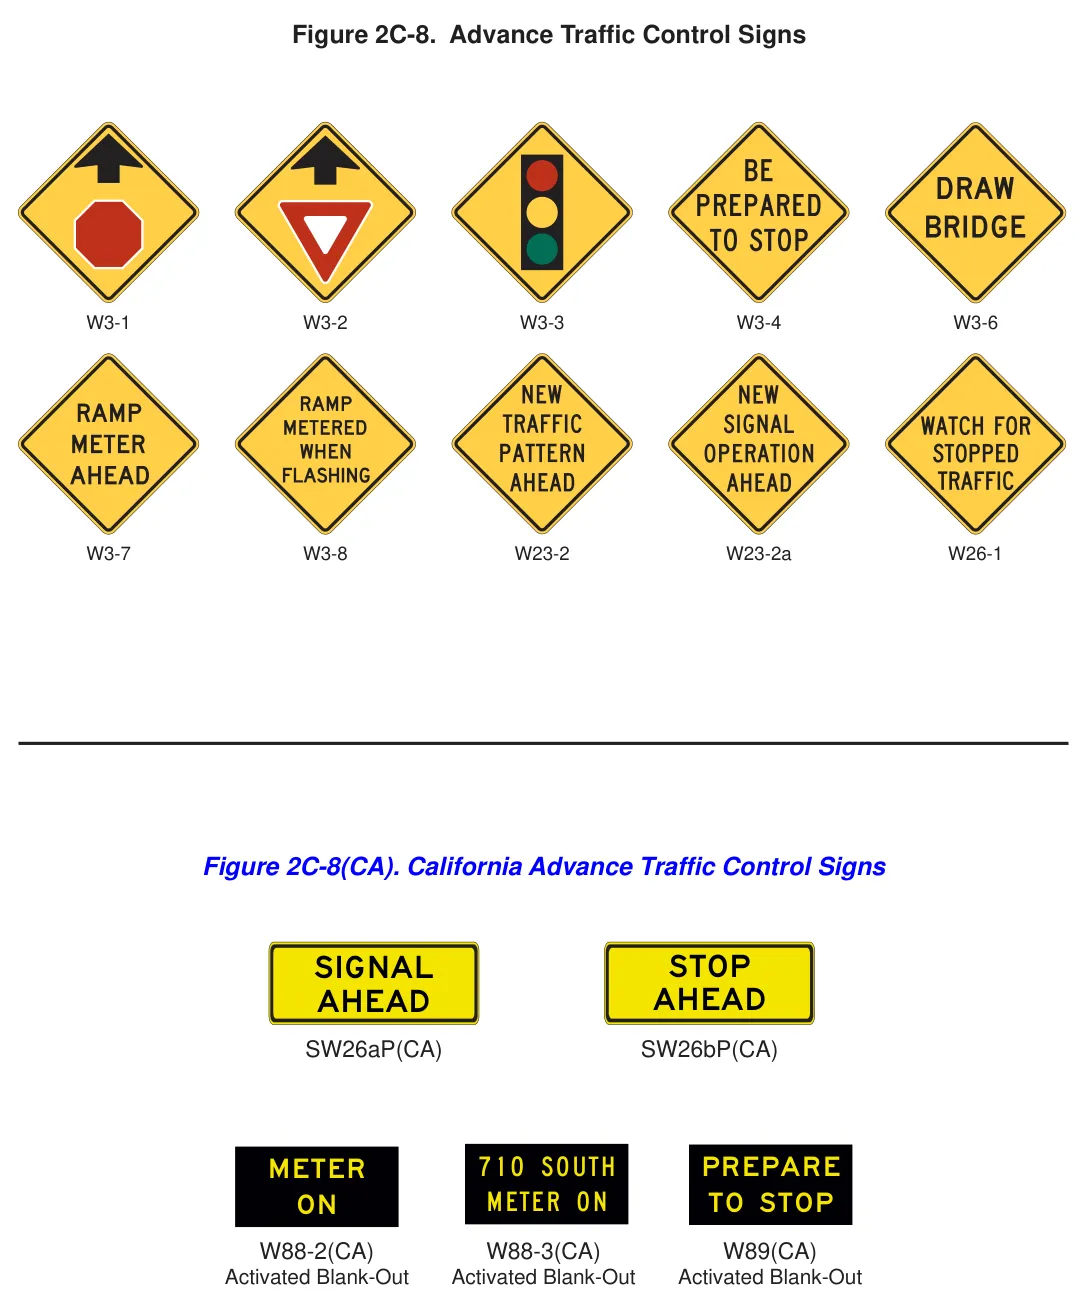 Figure 2C-8. Advance Traffic Control Signs
BE
PREPARED
TO STOP
DRAW
BRIDGE
W3-1
W3-2
W3-3
W3-4
W3-6
RAMP
METER
AHEAD
RAMP
METERED
WHEN
FLASHING
NEW
TRAFFIC
PATTERN
AHEAD
NEW
SIGNAL
OPERATION
AHEAD
WATCH FOR
STOPPED
TRAFFIC
W3-7
W3-8
W23-2
W23-2a
W26-1
Figure 2C-8(CA). California Advance Traffic Control Signs
SIGNAL
AHEAD
STOP
AHEAD
SW26aP(CA)
SW26bP(CA)
METER
ON
710 SOUTH
METER ON
PREPARE
TO STOP
W88-2(CA)
Activated Blank-Out
W88-3(CA)
Activated Blank-Out
W89(CA)
Activated Blank-Out